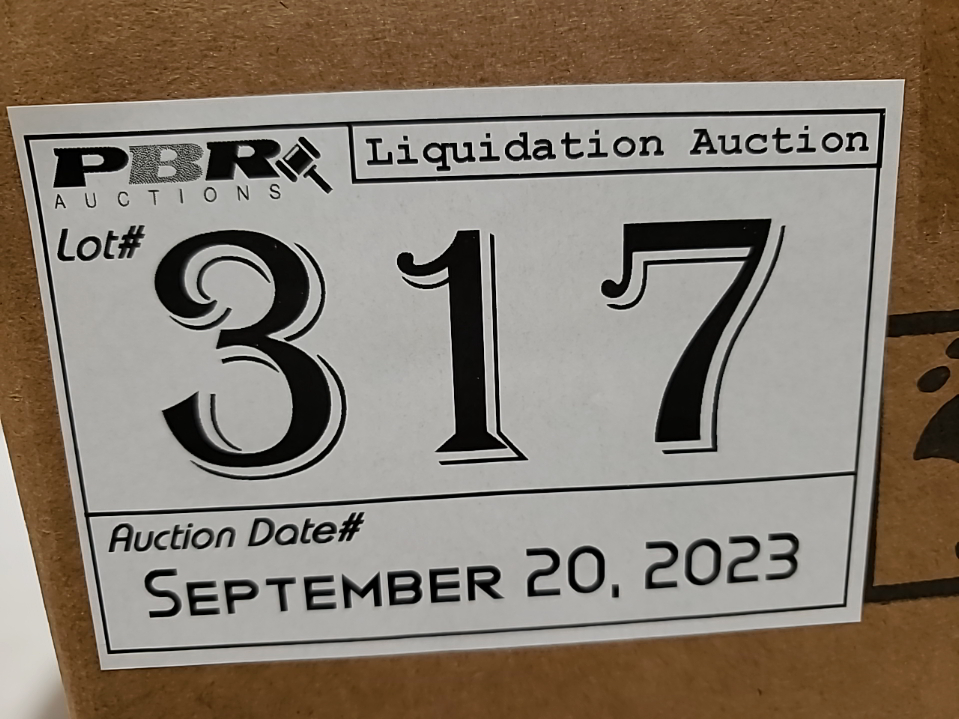 PBR
AUCTIONS
Liquidation Auction
Lot#
317
Auction Date#
SEPTEMBER 20, 2023